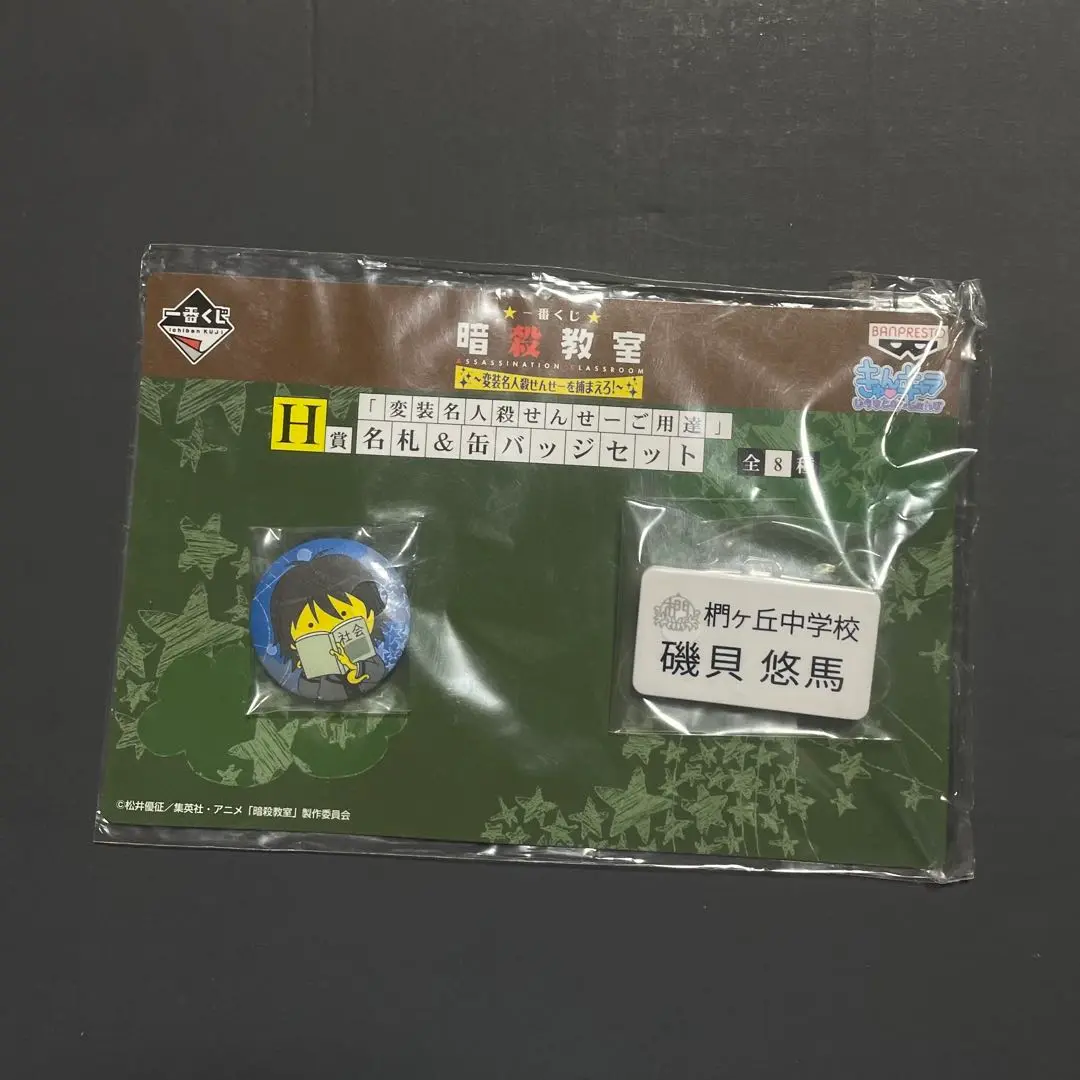 一番くじ
Ichiban KUJI
一番くじ
暗殺教室
ASSASSINATION CLASSROOM
～変装名人殺せんせーを捕まえろ!～
BANPRESTO
きゅんキャラ
H賞
「変装名人殺せんせーご用達」
名札&缶バッジセット
全8種
社会
椚
椚ヶ丘中学校
磯貝 悠馬
©松井優征／集英社・アニメ「暗殺教室」製作委員会